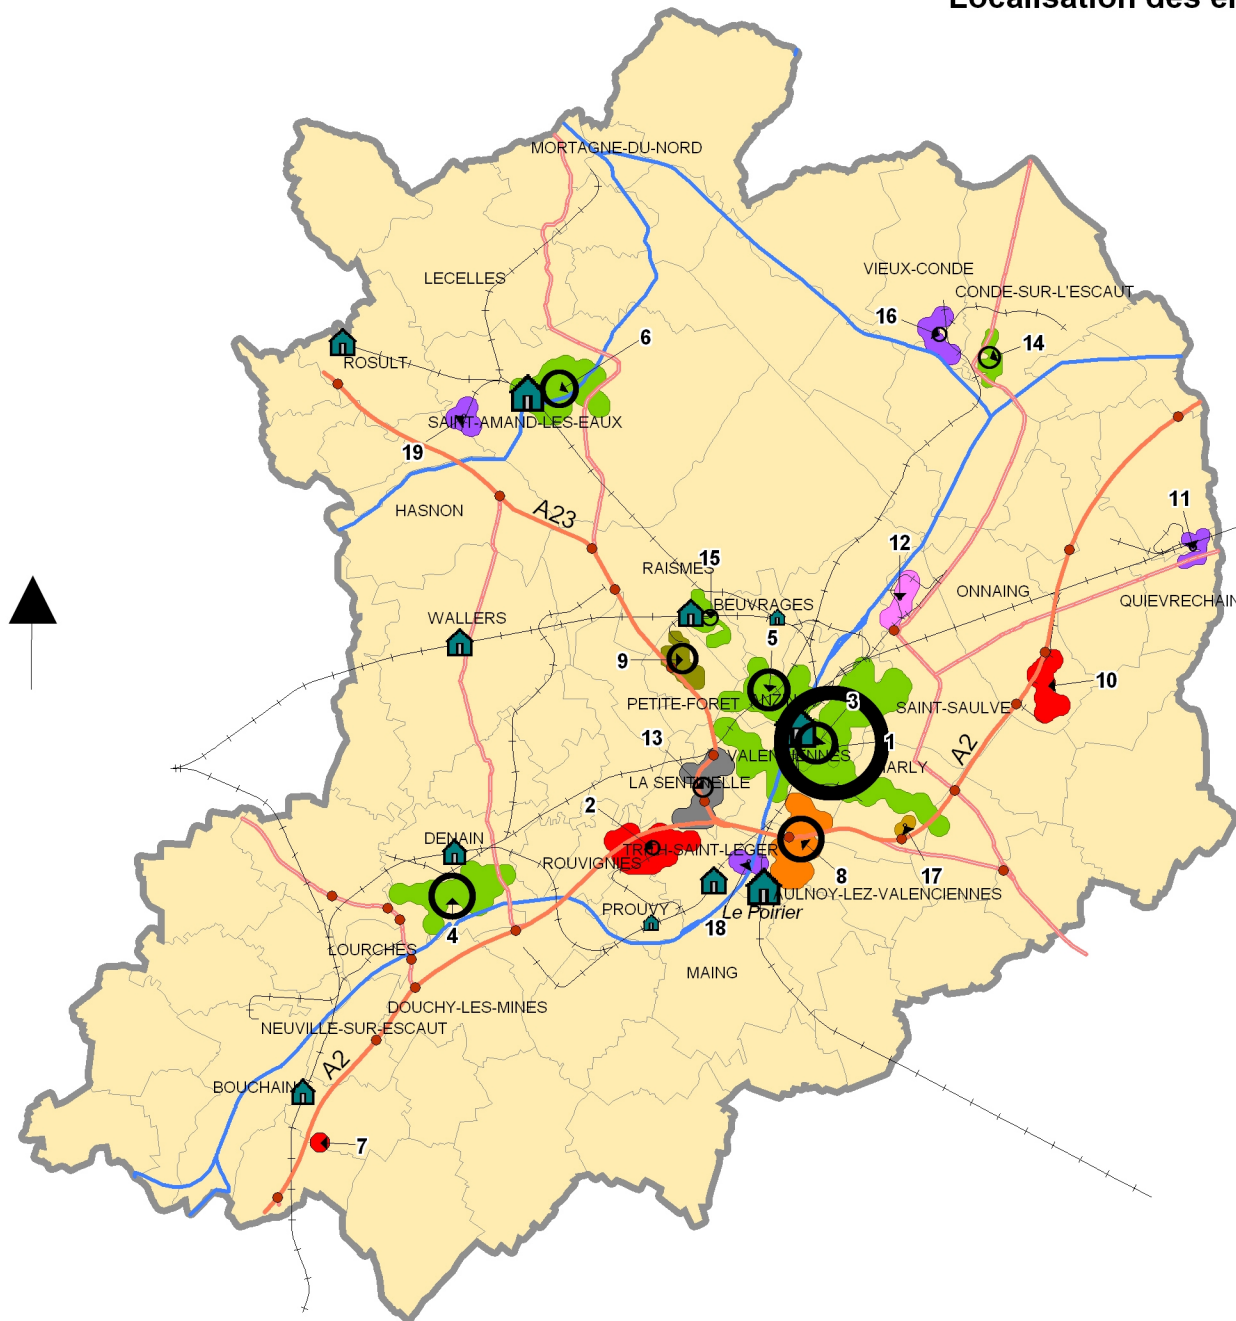 Localisation des e
MORTAGNE-DU-NORD
VIEUX-CONDE
LECELLES
CONDE-SUR-L'ESCAUT
16
14
6
ROSULT
SAINT-AMAND-LES-EAUX
19
HASNON
A23
11
12
15
RAISMES
ONNAING
BEUVRAGES
QUIEVRECHAIN
WALLERS
5
9
10
PETITE-FORET
3
SAINT-SAULVE
13
1
A2
VALENCIENNES
LA SENTINELLE
2
DENAIN
TRITH-SAINT-LEGER
ROUVIGNIES
8
17
AULNOY-LEZ-VALENCIENNES
PROUVY
Le Poirier
18
4
LOURCHES
MAING
DOUCHY-LES-MINES
NEUVILLE-SUR-ESCAUT
A2
BOUCHAIN
7